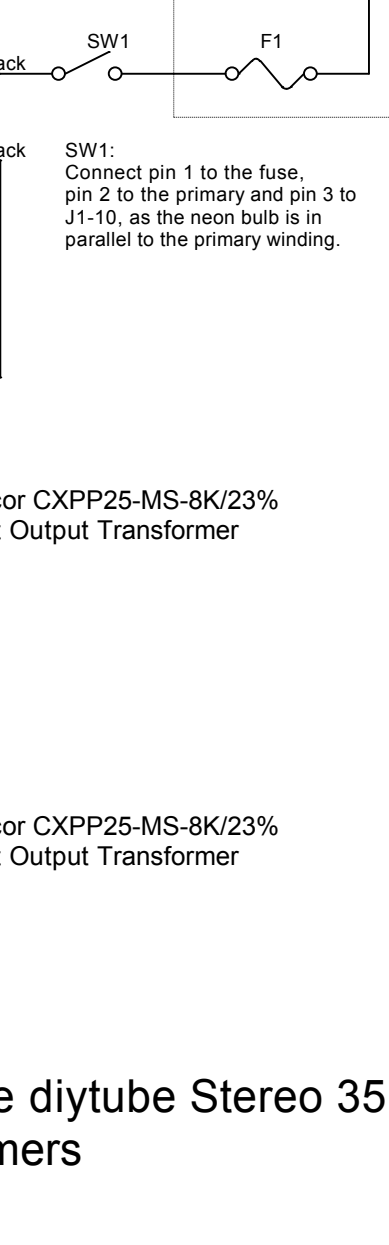 SW1 F1
ack
ack SW1:
Connect pin 1 to the fuse,
pin 2 to the primary and pin 3 to
J1-10, as the neon bulb is in
parallel to the primary winding.
cor CXPP25-MS-8K/23%
t Output Transformer
cor CXPP25-MS-8K/23%
t Output Transformer
e diytube Stereo 35
mers